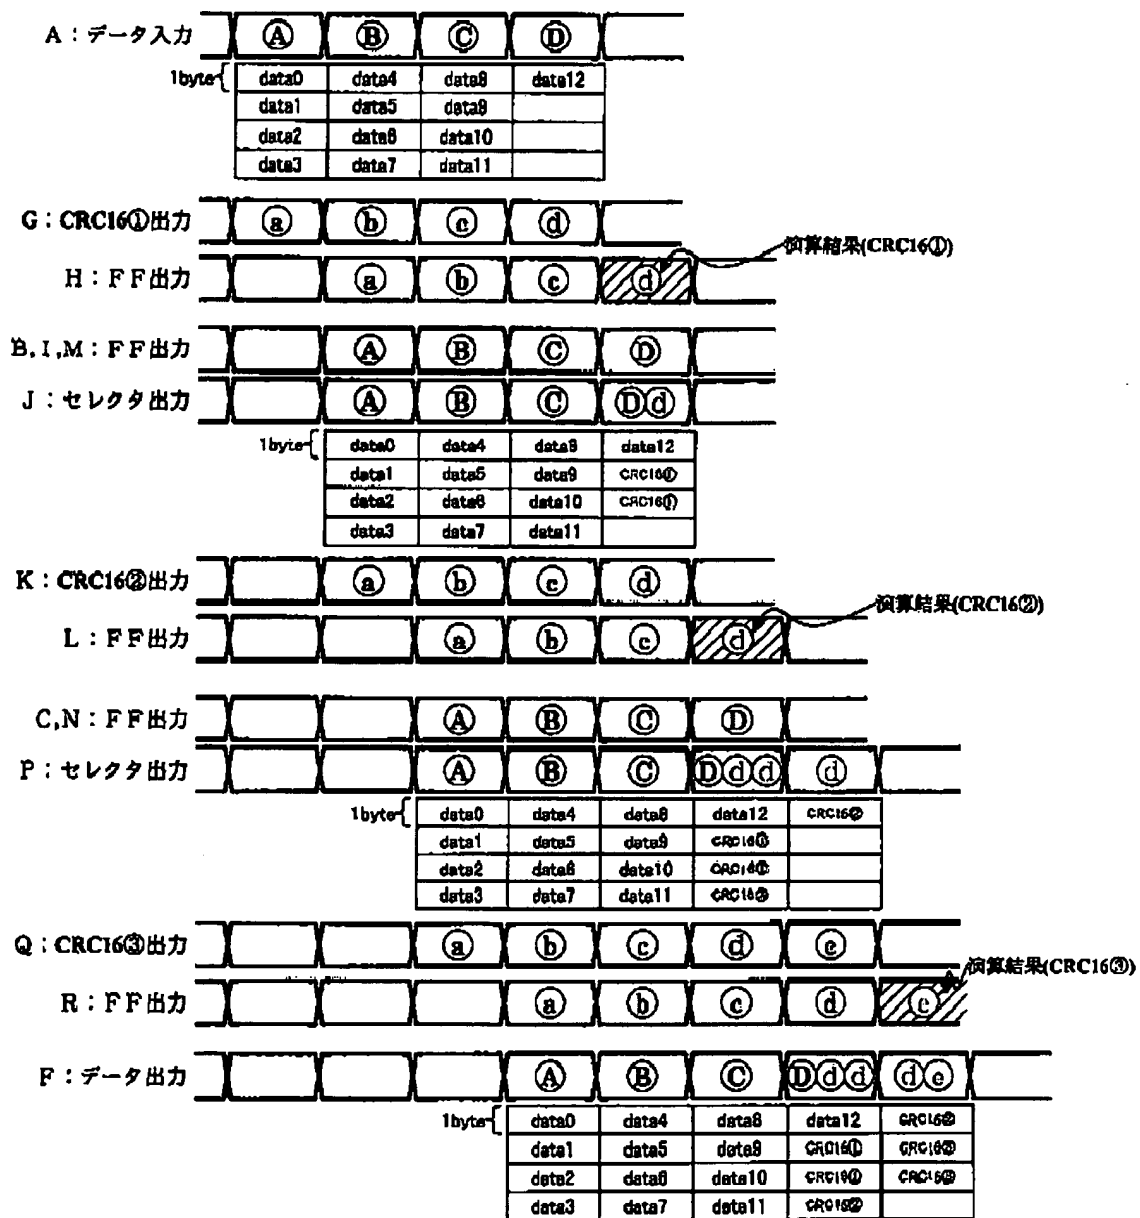 A：データ入力 Ⓐ Ⓑ Ⓒ Ⓓ
1byte data0 data4 data8 data12
data1 data5 data9
data2 data6 data10
data3 data7 data11
G：CRC16①出力 ⓐ ⓑ ⓒ ⓓ
演算結果(CRC16①)
H：FF出力 ⓐ ⓑ ⓒ ⓓ
B,I,M：FF出力 Ⓐ Ⓑ Ⓒ Ⓓ
J：セレクタ出力 Ⓐ Ⓑ Ⓒ Ⓓⓓ
1byte data0 data4 data8 data12
data1 data5 data9 CRC16①
data2 data6 data10 CRC16①
data3 data7 data11
K：CRC16②出力 ⓐ ⓑ ⓒ ⓓ
演算結果(CRC16②)
L：FF出力 ⓐ ⓑ ⓒ ⓓ
C,N：FF出力 Ⓐ Ⓑ Ⓒ Ⓓ
P：セレクタ出力 Ⓐ Ⓑ Ⓒ Ⓓⓓⓓ ⓓ
1byte data0 data4 data8 data12 CRC16②
data1 data5 data9 CRC16①
data2 data6 data10 CRC16①
data3 data7 data11 CRC16②
Q：CRC16③出力 ⓐ ⓑ ⓒ ⓓ ⓔ
演算結果(CRC16③)
R：FF出力 ⓐ ⓑ ⓒ ⓓ ⓔ
F：データ出力 Ⓐ Ⓑ Ⓒ Ⓓⓓⓓ ⓓⓔ
1byte data0 data4 data8 data12 CRC16②
data1 data5 data9 CRC16① CRC16③
data2 data6 data10 CRC16① CRC16③
data3 data7 data11 CRC16②